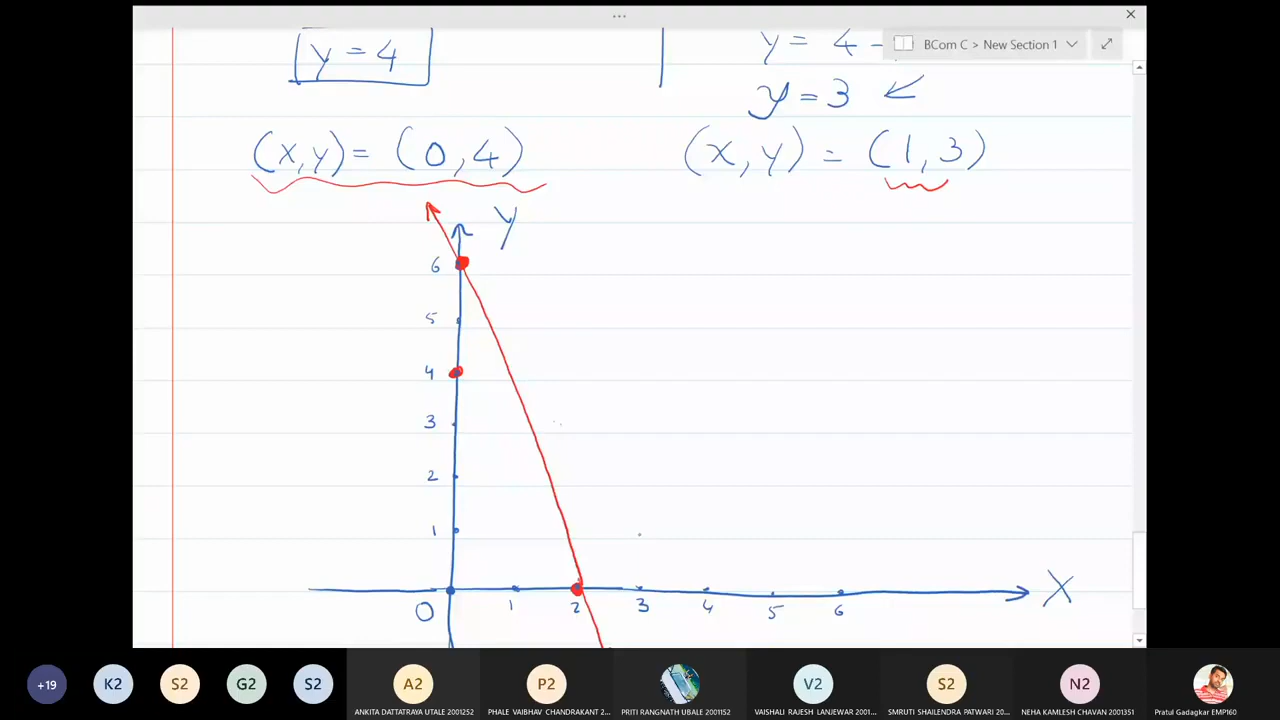 BCom C > New Section 1
y = 4
y = 4 -
y = 3 ←
(x,y) = (0,4)
(x,y) = (1,3)
Y
6
5
4
3
2
1
0 1 2 3 4 5 6 X
+19 K2 S2 G2 S2 A2 P2 V2 S2 N2
ANKITA DATTATRAYA UTALE 2001252
PHALE VAIBHAV CHANDRAKANT 2...
PRITI RANGNATH UBALE 2001152
VAISHALI RAJESH LANJEWAR 2001...
SMRUTI SHAILENDRA PATWARI 20...
NEHA KAMLESH CHAVAN 2001351
Pratul Gadagkar EMP60